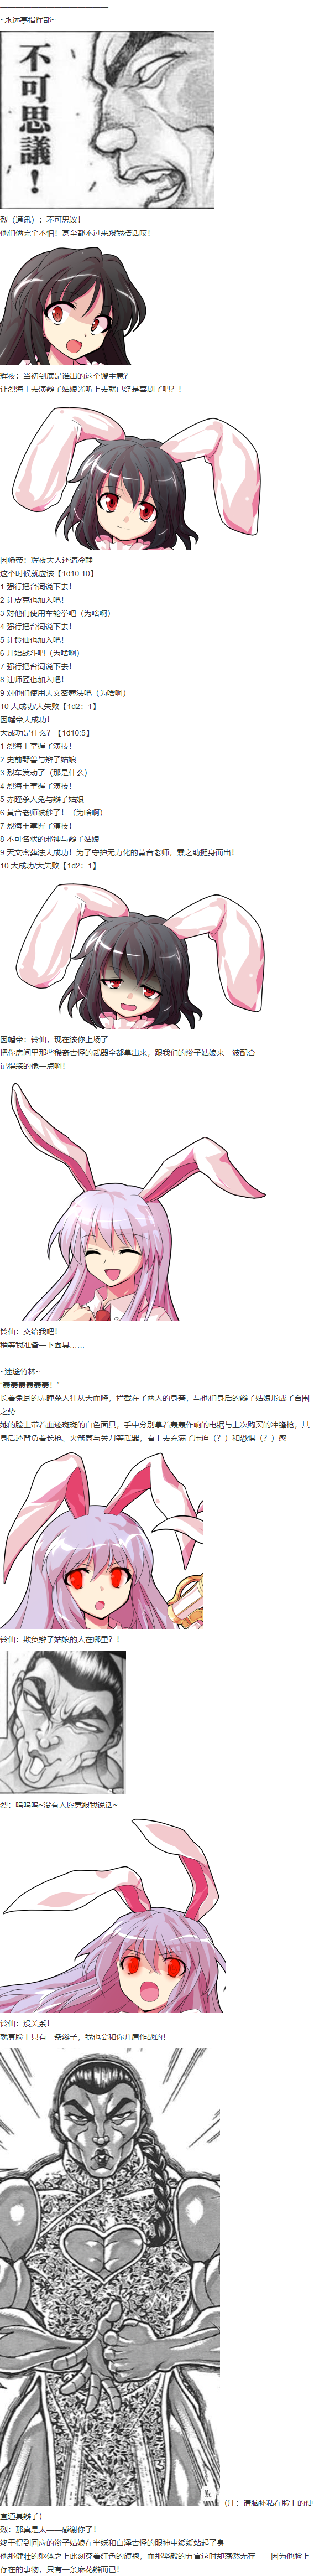 ~永远亭指挥部~
不可思議！
烈（通讯）：不可思议！
他们俩完全不怕！甚至都不过来跟我搭话哎！
辉夜：当初到底是谁出的这个馊主意？
让烈海王去演辫子姑娘光听上去就已经是喜剧了吧？！
因幡帝：辉夜大人还请冷静
这个时候就应该【1d10:10】
1 强行把台词说下去！
2 让皮克也加入吧！
3 对他们使用车轮攀吧（为啥啊）
4 强行把台词说下去！
5 让铃仙也加入吧！
6 开始战斗吧（为啥啊）
7 强行把台词说下去！
8 让师匠也加入吧！
9 对他们使用天文密葬法吧（为啥啊）
10 大成功/大失败【1d2：1】
因幡帝大成功！
大成功是什么？【1d10:5】
1 烈海王掌握了演技！
2 史前野兽与辫子姑娘
3 烈车发动了（那是什么）
4 烈海王掌握了演技！
5 赤瞳杀人兔与辫子姑娘
6 慧音老师被秒了！（为啥啊）
7 烈海王掌握了演技！
8 不可名状的邪神与辫子姑娘
9 天文密葬法大成功！为了守护无力化的慧音老师，霖之助挺身而出！
10 大成功/大失败【1d2：1】
因幡帝：铃仙，现在该你上场了
把你房间里那些稀奇古怪的武器全都拿出来，跟我们的辫子姑娘来一波配合
记得装的像一点啊！
铃仙：交给我吧！
稍等我准备一下面具……
~迷途竹林~
“轰轰轰轰轰轰！”
长着兔耳的赤瞳杀人狂从天而降，拦截在了两人的身旁，与他们身后的辫子姑娘形成了合围
之势
她的脸上带着血迹斑斑的白色面具，手中分别拿着轰轰作响的电锯与上次购买的冲锋枪，其
身后还背负着长枪、火箭筒与关刀等武器，看上去充满了压迫（？）和恐惧（？）感
铃仙：欺负辫子姑娘的人在哪里？！
烈：呜呜呜~没有人愿意跟我说话~
铃仙：没关系！
就算脸上只有一条辫子，我也会和你并肩作战的！
（注：请脑补粘在脸上的便
宜道具辫子）
烈：那真是太——感谢你了！
终于得到回应的辫子姑娘在半妖和白泽古怪的眼神中缓缓站起了身
他那健壮的躯体之上此刻穿着红色的旗袍，而那坚毅的五官这时却荡然无存——因为他脸上
存在的事物，只有一条麻花辫而已！